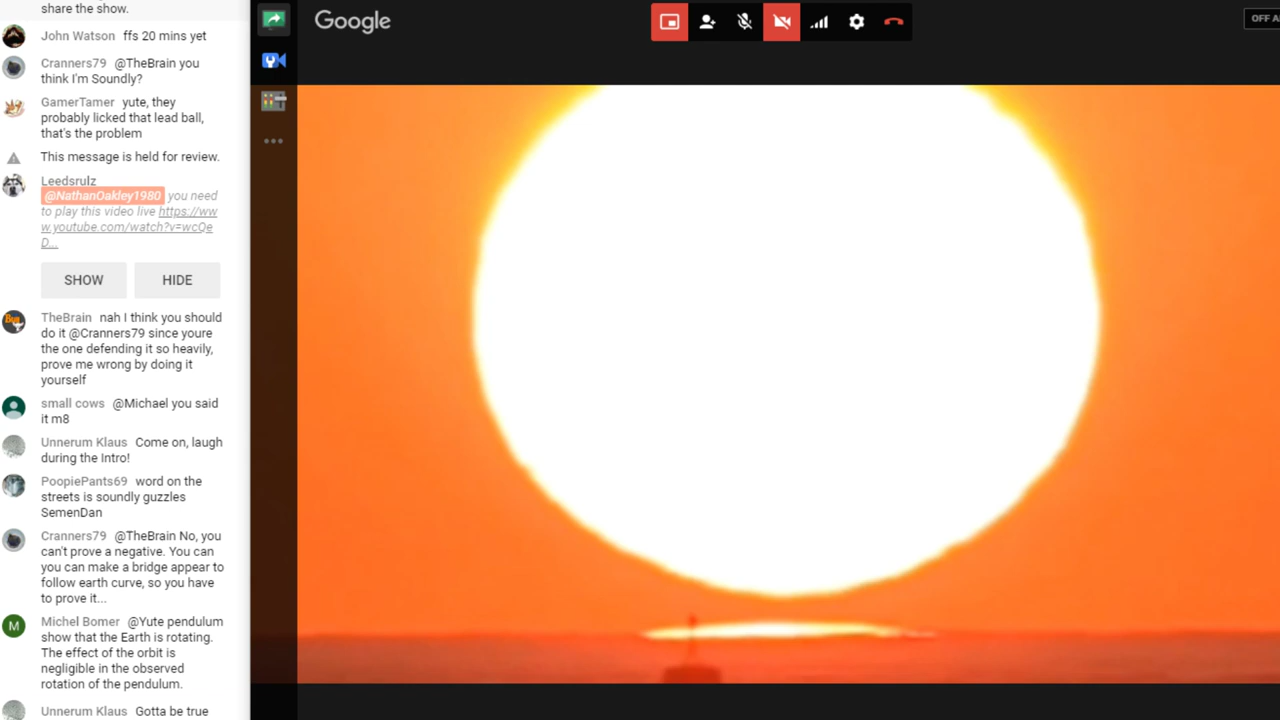 share the show.
John Watson ffs 20 mins yet
Cranners79 @TheBrain you
think I'm Soundly?
GamerTamer yute, they
probably licked that lead ball,
that's the problem
This message is held for review.
Leedsrulz
@NathanOakley1980 you need
to play this video live https://ww
w.youtube.com/watch?v=wcQe
D...
SHOW HIDE
TheBrain nah I think you should
do it @Cranners79 since youre
the one defending it so heavily,
prove me wrong by doing it
yourself
small cows @Michael you said
it m8
Unnerum Klaus Come on, laugh
during the Intro!
PoopiePants69 word on the
streets is soundly guzzles
SemenDan
Cranners79 @TheBrain No, you
can't prove a negative. You can
you can make a bridge appear to
follow earth curve, so you have
to prove it...
M
Michel Bomer @Yute pendulum
show that the Earth is rotating.
The effect of the orbit is
negligible in the observed
rotation of the pendulum.
Unnerum Klaus Gotta be true
Google
OFF A